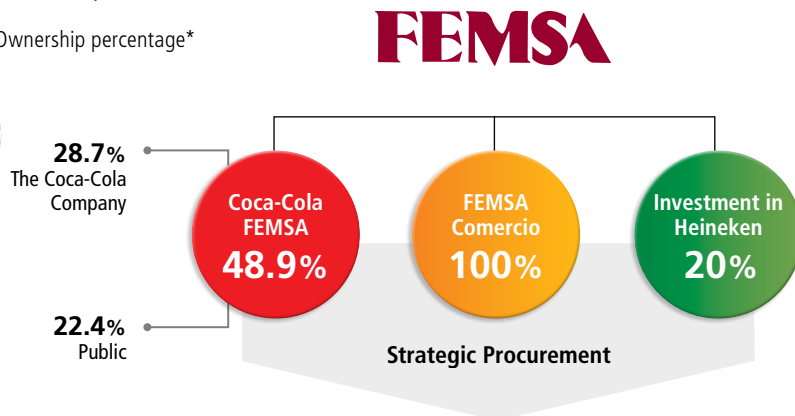 Ownership percentage*
FEMSA
28.7%
The Coca-Cola
Company
Coca-Cola
FEMSA
48.9%
FEMSA
Comercio
100%
Investment in
Heineken
20%
22.4%
Public
Strategic Procurement